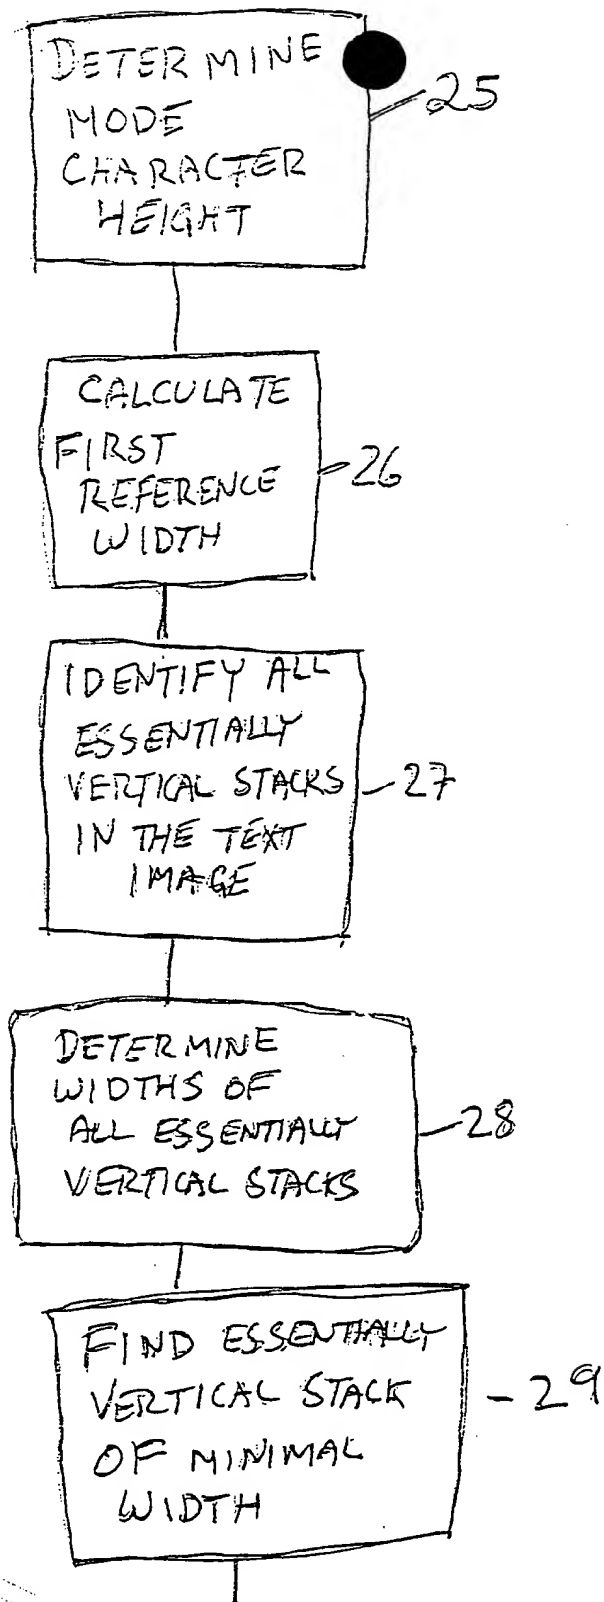 DETERMINE
MODE
CHARACTER
HEIGHT
25
CALCULATE
FIRST
REFERENCE
WIDTH
26
IDENTIFY ALL
ESSENTIALLY
VERTICAL STACKS
IN THE TEXT
IMAGE
27
DETERMINE
WIDTHS OF
ALL ESSENTIALLY
VERTICAL STACKS
28
FIND ESSENTIALLY
VERTICAL STACK
OF MINIMAL
WIDTH
29